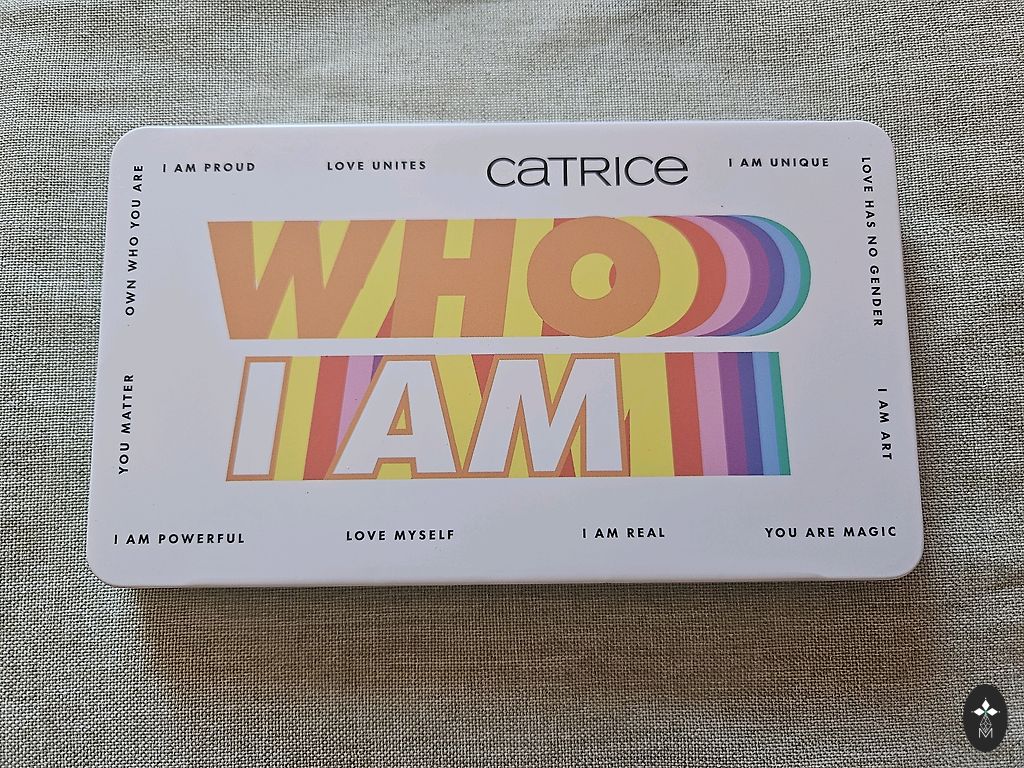 I AM PROUD
LOVE UNITES
CATRICE
I AM UNIQUE
OWN WHO YOU ARE
LOVE HAS NO GENDER
WHO
I AM
YOU MATTER
I AM ART
I AM POWERFUL
LOVE MYSELF
I AM REAL
YOU ARE MAGIC
M